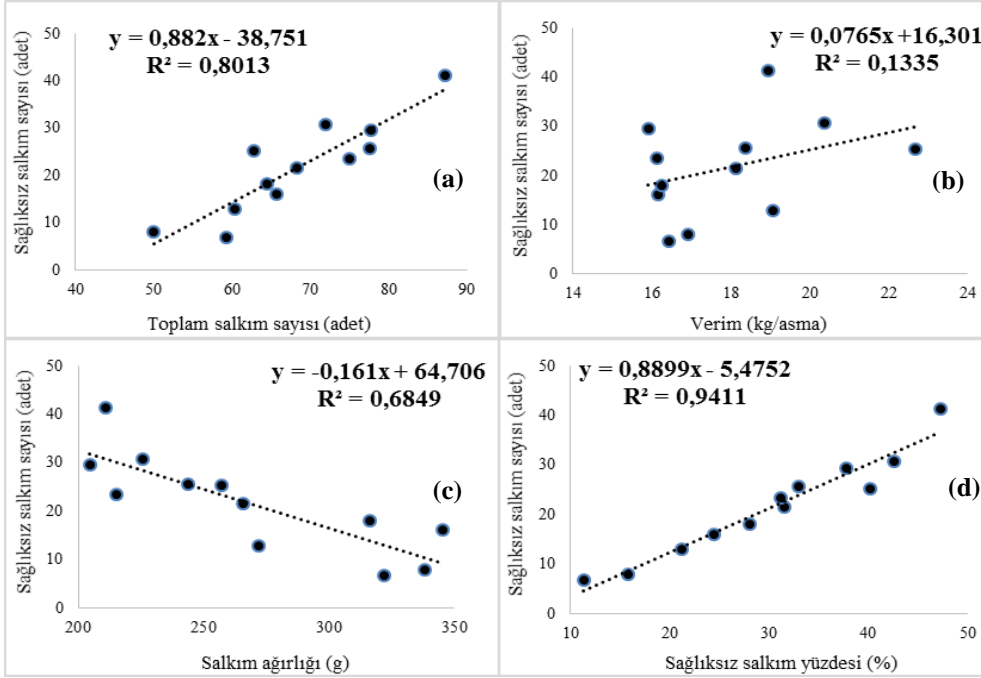 y = 0,882x - 38,751
R² = 0,8013
Sağlıksız salkım sayısı (adet)
50
40
30
20
10
0
(a)
40 50 60 70 80 90
Toplam salkım sayısı (adet)
y = 0,0765x +16,301
R² = 0,1335
Sağlıksız salkım sayısı (adet)
50
40
30
20
10
0
(b)
14 16 18 20 22 24
Verim (kg/asma)
y = -0,161x + 64,706
R² = 0,6849
Sağlıksız salkım sayısı (adet)
50
40
30
20
10
0
(c)
200 250 300 350
Salkım ağırlığı (g)
y = 0,8899x - 5,4752
R² = 0,9411
Sağlıksız salkım sayısı (adet)
50
40
30
20
10
0
(d)
10 20 30 40 50
Sağlıksız salkım yüzdesi (%)